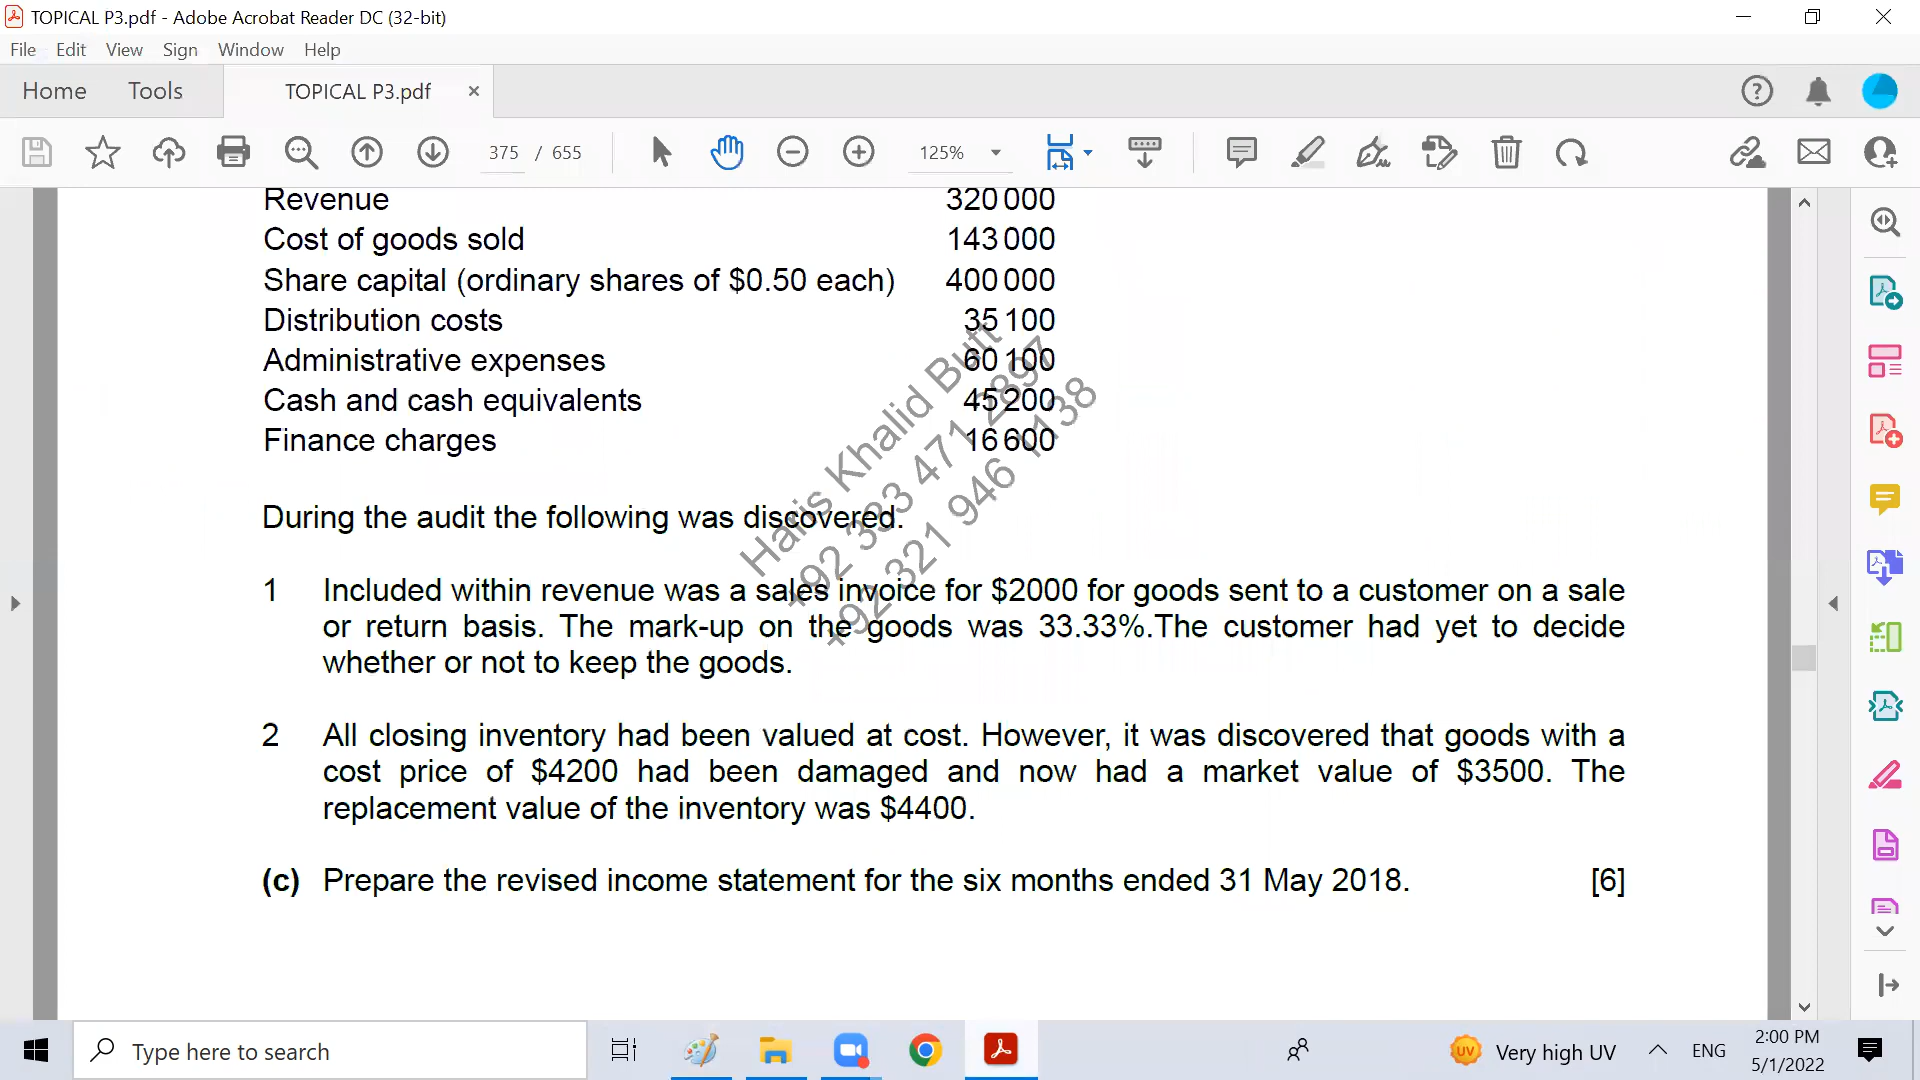 TOPICAL P3.pdf - Adobe Acrobat Reader DC (32-bit)
File Edit View Sign Window Help
Home Tools TOPICAL P3.pdf ×
375 / 655 125%
Revenue 320 000
Cost of goods sold 143 000
Share capital (ordinary shares of $0.50 each) 400 000
Distribution costs 35 100
Administrative expenses 60 100
Cash and cash equivalents 45 200
Finance charges 16 600
Haris Khalid Butt
+92 333 471 2897
+92 321 946 1138
During the audit the following was discovered.
1 Included within revenue was a sales invoice for $2000 for goods sent to a customer on a sale
or return basis. The mark-up on the goods was 33.33%.The customer had yet to decide
whether or not to keep the goods.
2 All closing inventory had been valued at cost. However, it was discovered that goods with a
cost price of $4200 had been damaged and now had a market value of $3500. The
replacement value of the inventory was $4400.
(c) Prepare the revised income statement for the six months ended 31 May 2018. [6]
Type here to search
UV Very high UV ENG 2:00 PM
5/1/2022